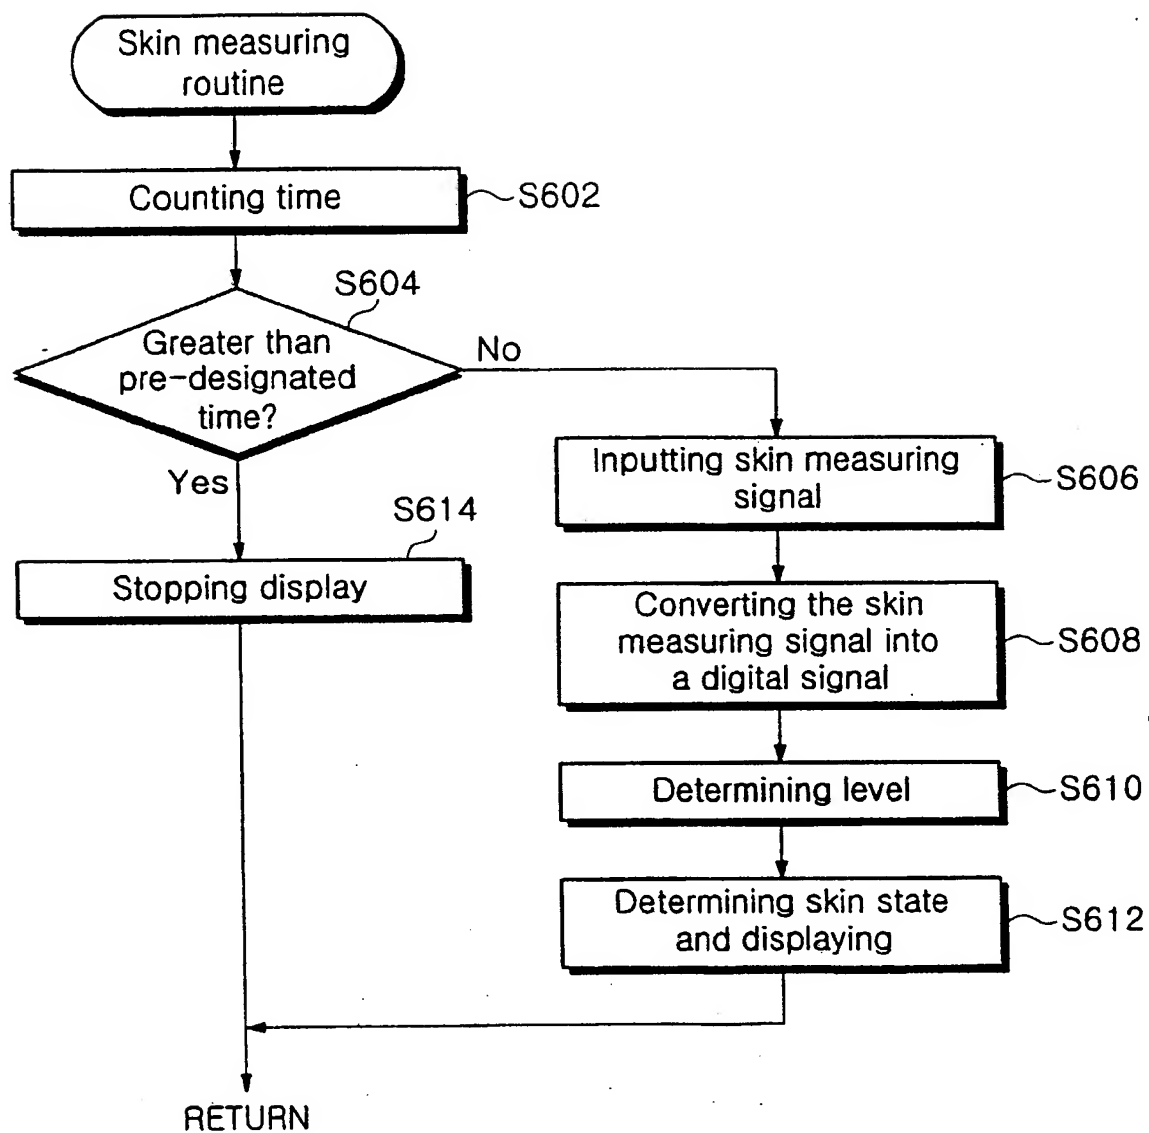 Skin measuring
routine
Counting time
S602
S604
Greater than
pre-designated
time?
No
Yes
Inputting skin measuring
signal
S606
S614
Stopping display
Converting the skin
measuring signal into
a digital signal
S608
Determining level
S610
Determining skin state
and displaying
S612
RETURN